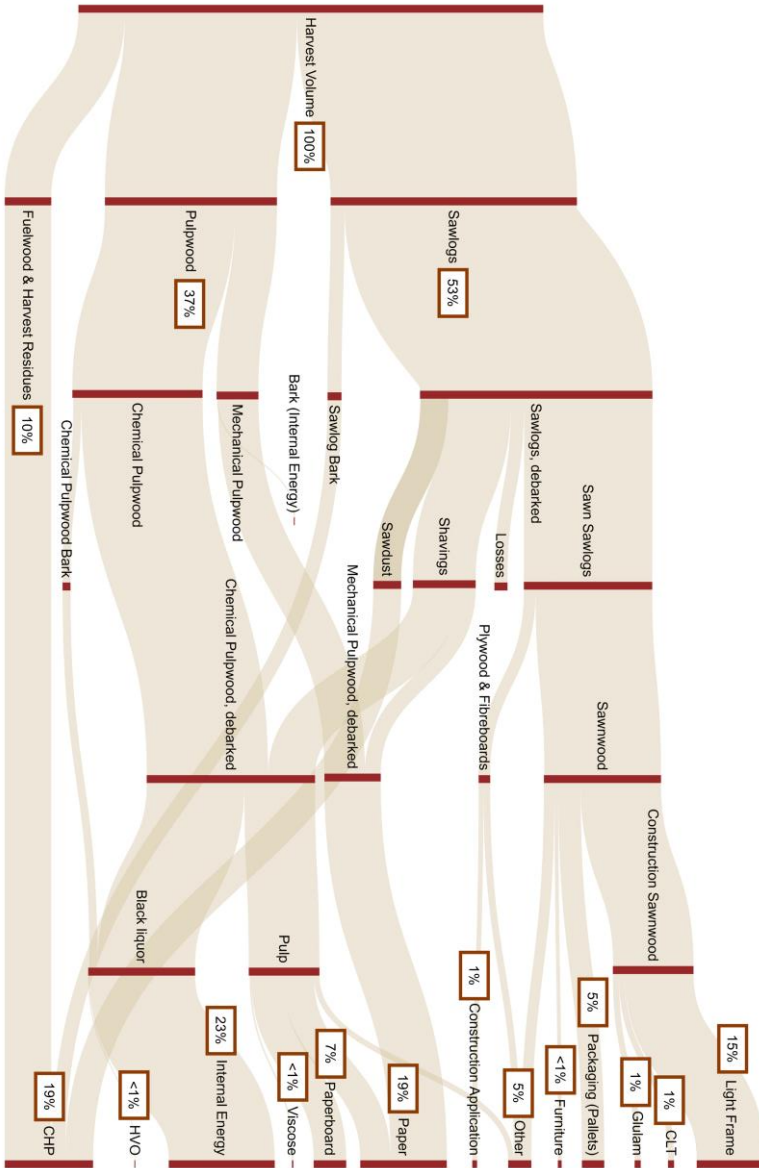 Harvest Volume
100%
Sawlogs
53%
Pulpwood
37%
Fuelwood & Harvest Residues
10%
Sawlogs, debarked
Sawlog Bark
Bark (Internal Energy)
Mechanical Pulpwood
Chemical Pulpwood
Chemical Pulpwood Bark
Sawn Sawlogs
Losses
Shavings
Sawdust
Sawnwood
Plywood & Fibreboards
Mechanical Pulpwood, debarked
Chemical Pulpwood, debarked
Construction Sawnwood
Pulp
Black liquor
15% Light Frame
1% CLT
1% Glulam
5% Packaging (Pallets)
<1% Furniture
5% Other
1% Construction Application
19% Paper
7% Paperboard
<1% Viscose
23% Internal Energy
<1% HVO
19% CHP